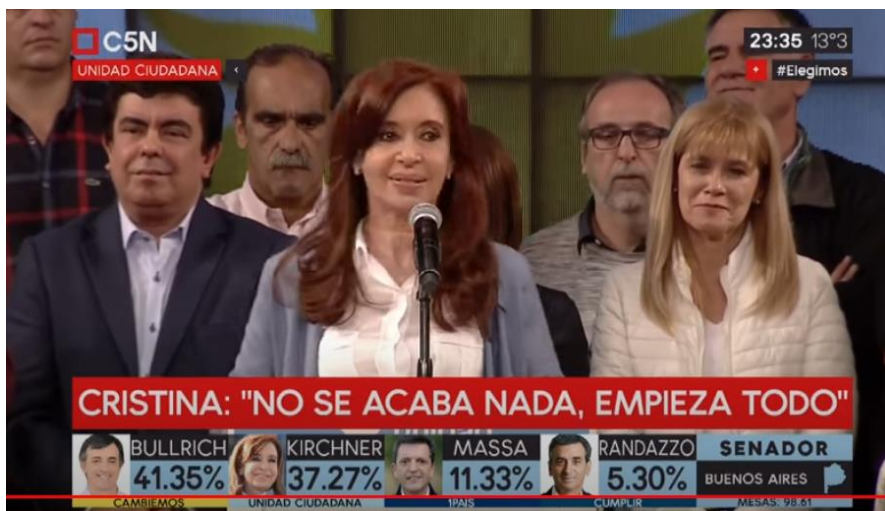 C5N
23:35 13°3
UNIDAD CIUDADANA
#Elegimos
CRISTINA: "NO SE ACABA NADA, EMPIEZA TODO"
BULLRICH
41.35%
CAMBIEMOS
KIRCHNER
37.27%
UNIDAD CIUDADANA
MASSA
11.33%
1PAIS
RANDAZZO
5.30%
CUMPLIR
SENADOR
BUENOS AIRES
MESAS: 98.61